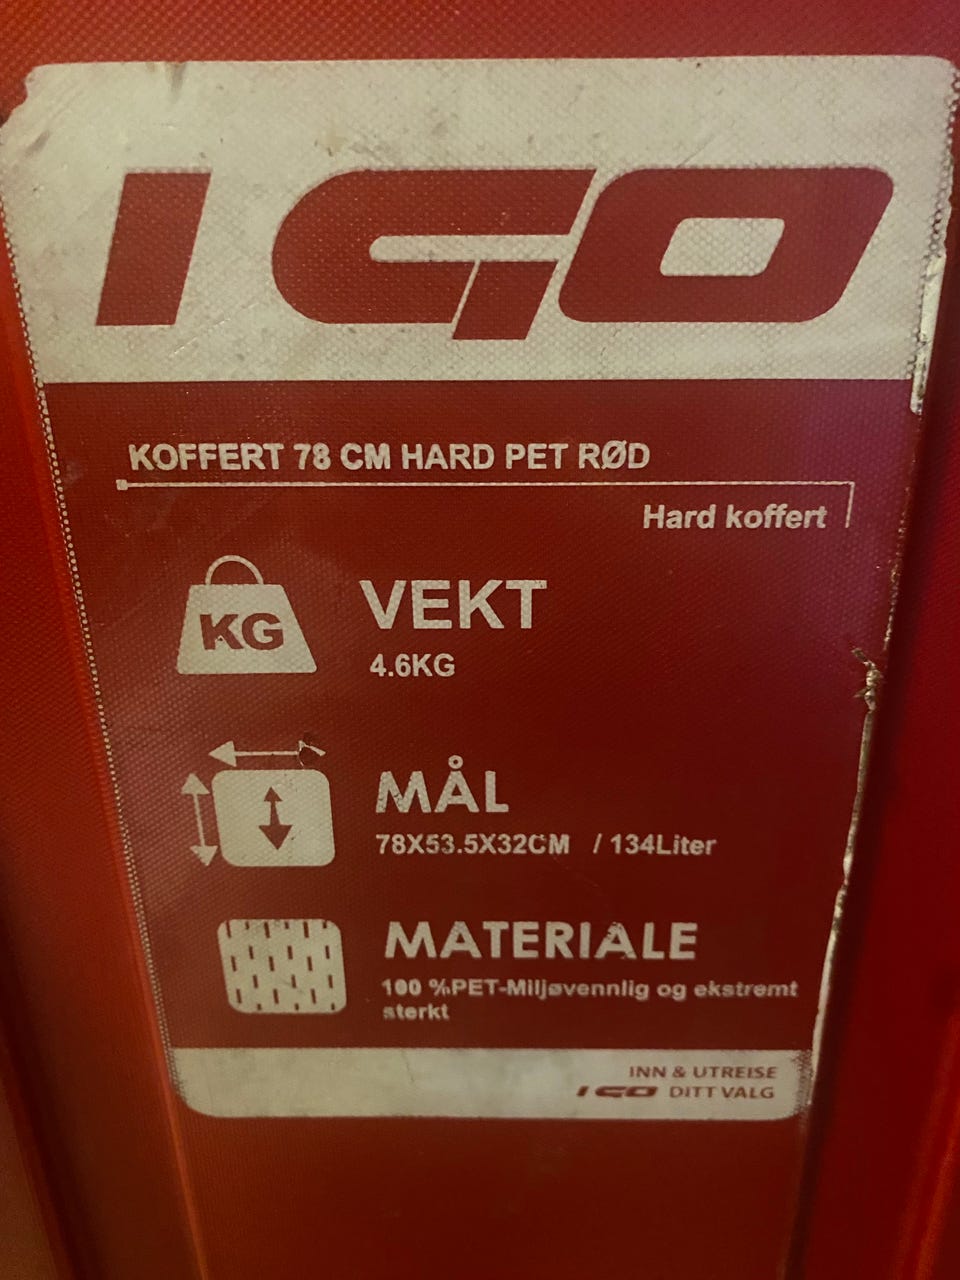 IGO
KOFFERT 78 CM HARD PET RØD
Hard koffert
KG
VEKT
4.6KG
MÅL
78X53.5X32CM / 134Liter
MATERIALE
100 %PET-Miljøvennlig og ekstremt
sterkt
INN & UTREISE
IGO DITT VALG